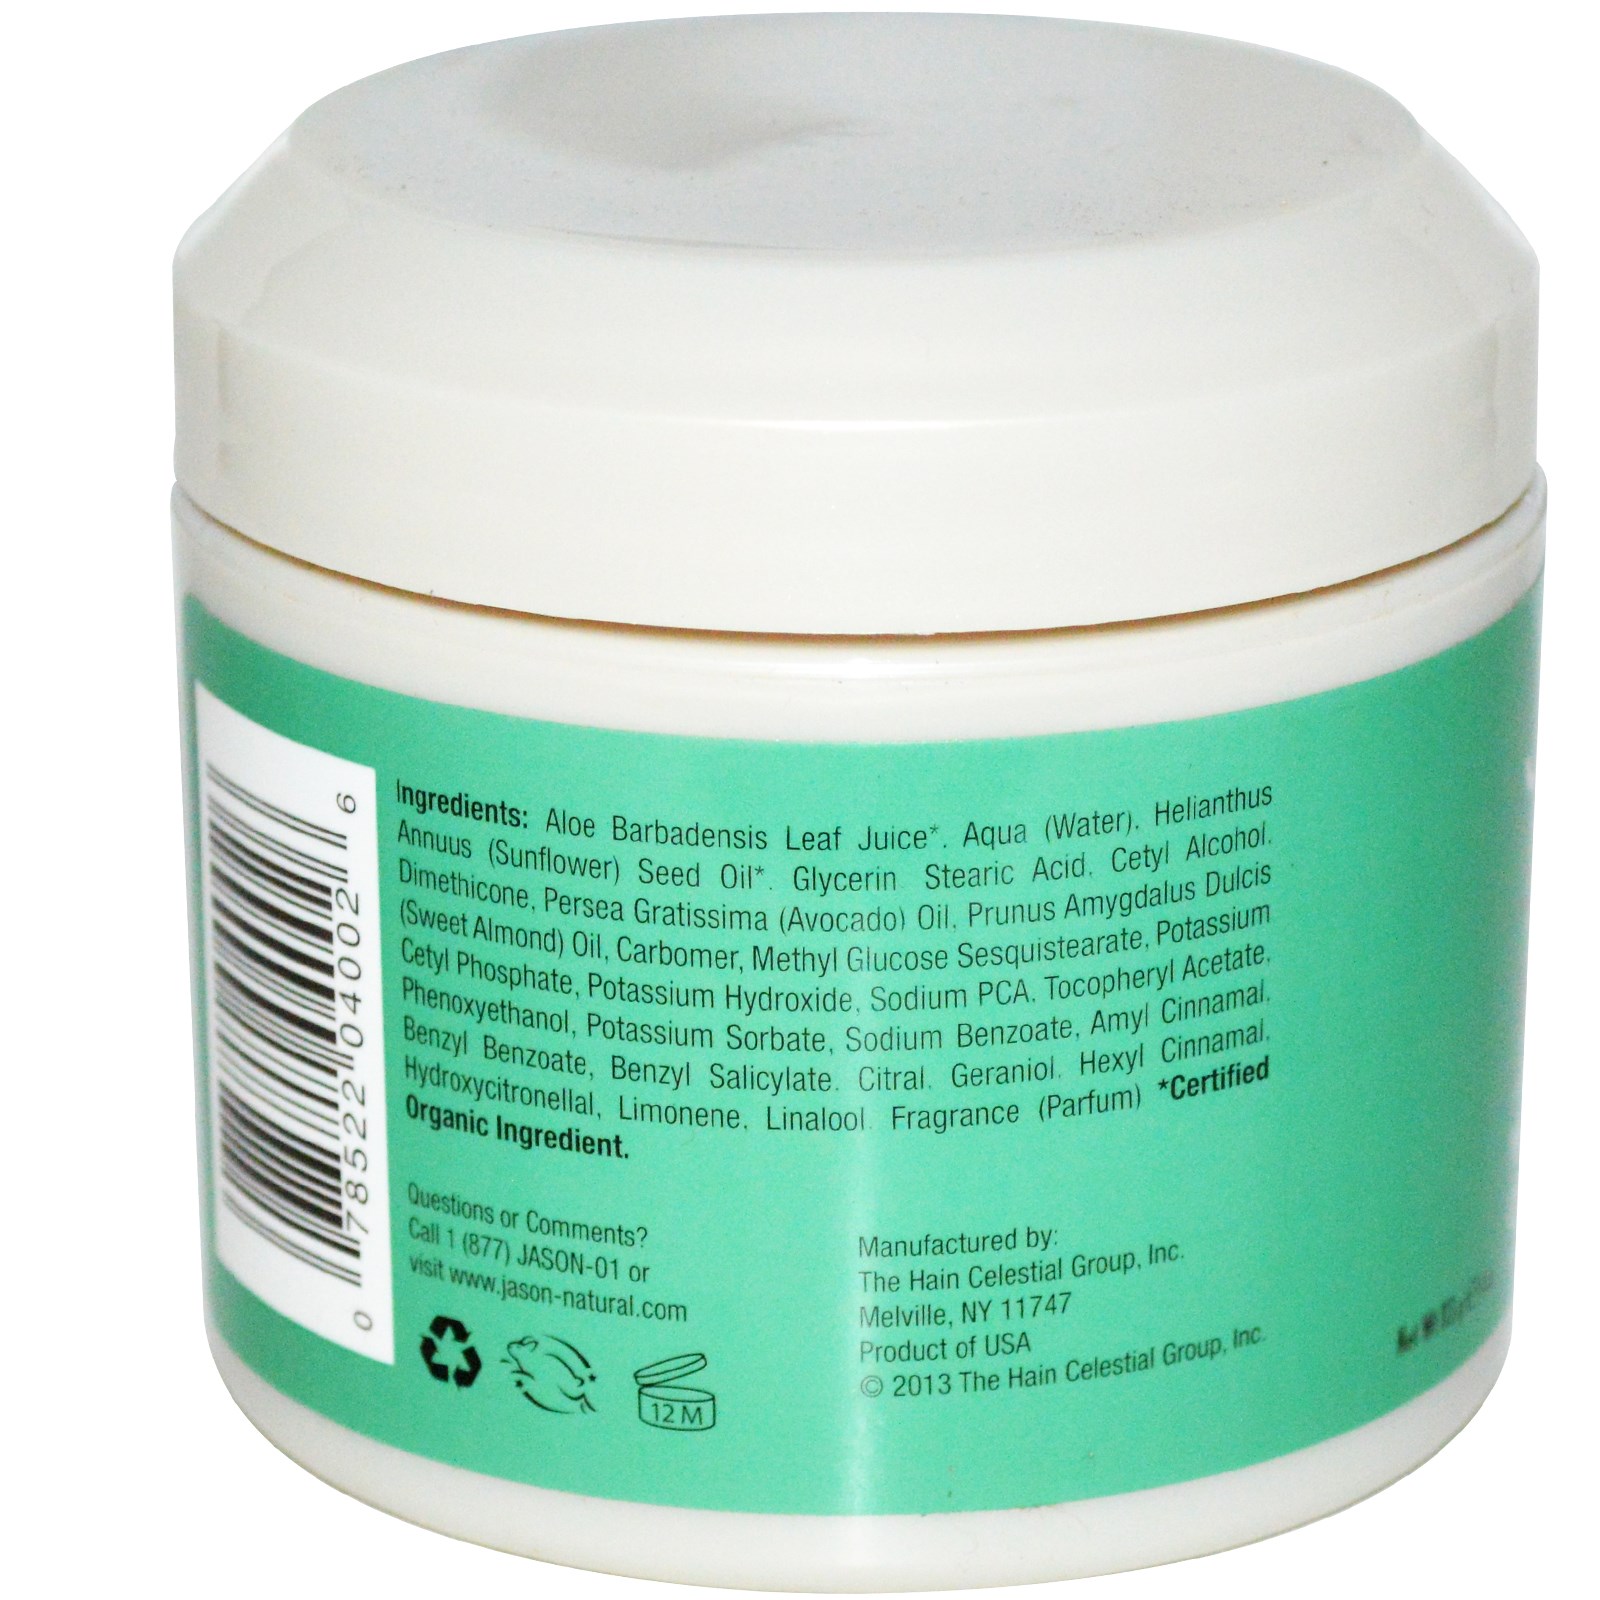 Ingredients: Aloe Barbadensis Leaf Juice*. Aqua (Water). Helianthus
Annuus (Sunflower) Seed Oil*. Glycerin Stearic Acid, Cetyl Alcohol,
Dimethicone, Persea Gratissima (Avocado) Oil, Prunus Amygdalus Dulcis
(Sweet Almond) Oil, Carbomer, Methyl Glucose Sesquistearate, Potassium
Cetyl Phosphate, Potassium Hydroxide, Sodium PCA, Tocopheryl Acetate,
Phenoxyethanol, Potassium Sorbate, Sodium Benzoate, Amyl Cinnamal,
Benzyl Benzoate, Benzyl Salicylate, Citral, Geraniol, Hexyl Cinnamal,
Hydroxycitronellal, Limonene, Linalool Fragrance (Parfum) *Certified
Organic Ingredient.
Questions or Comments?
Call 1 (877) JASON-01 or
visit www.jason-natural.com
12 M
Manufactured by:
The Hain Celestial Group, Inc.
Melville, NY 11747
Product of USA
© 2013 The Hain Celestial Group, Inc.
0 78522 04002 6